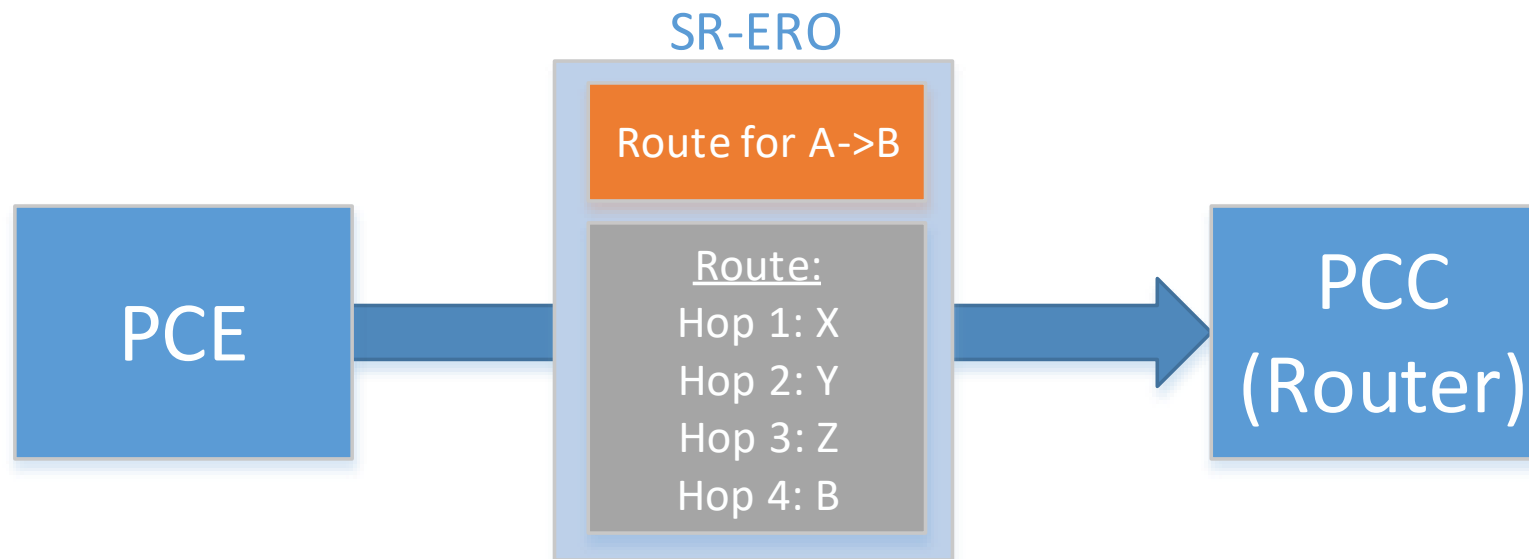 SR-ERO
Route for A->B
PCE
Route:
Hop 1: X
Hop 2: Y
Hop 3: Z
Hop 4: B
PCC
(Router)